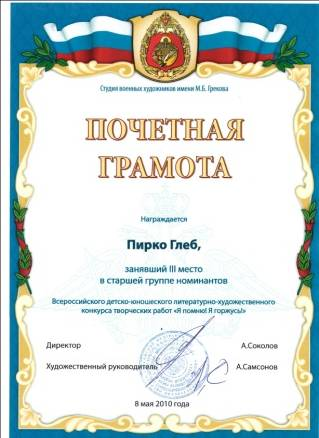 Студия военных художников имени М.Б. Грекова
ПОЧЕТНАЯ
ГРАМОТА
Награждается
Пирко Глеб,
занявший III место
в старшей группе номинантов
Всероссийского детско-юношеского литературно-художественного
конкурса творческих работ «Я помню! Я горжусь!»
Директор А.Соколов
Художественный руководитель А.Самсонов
8 мая 2010 года